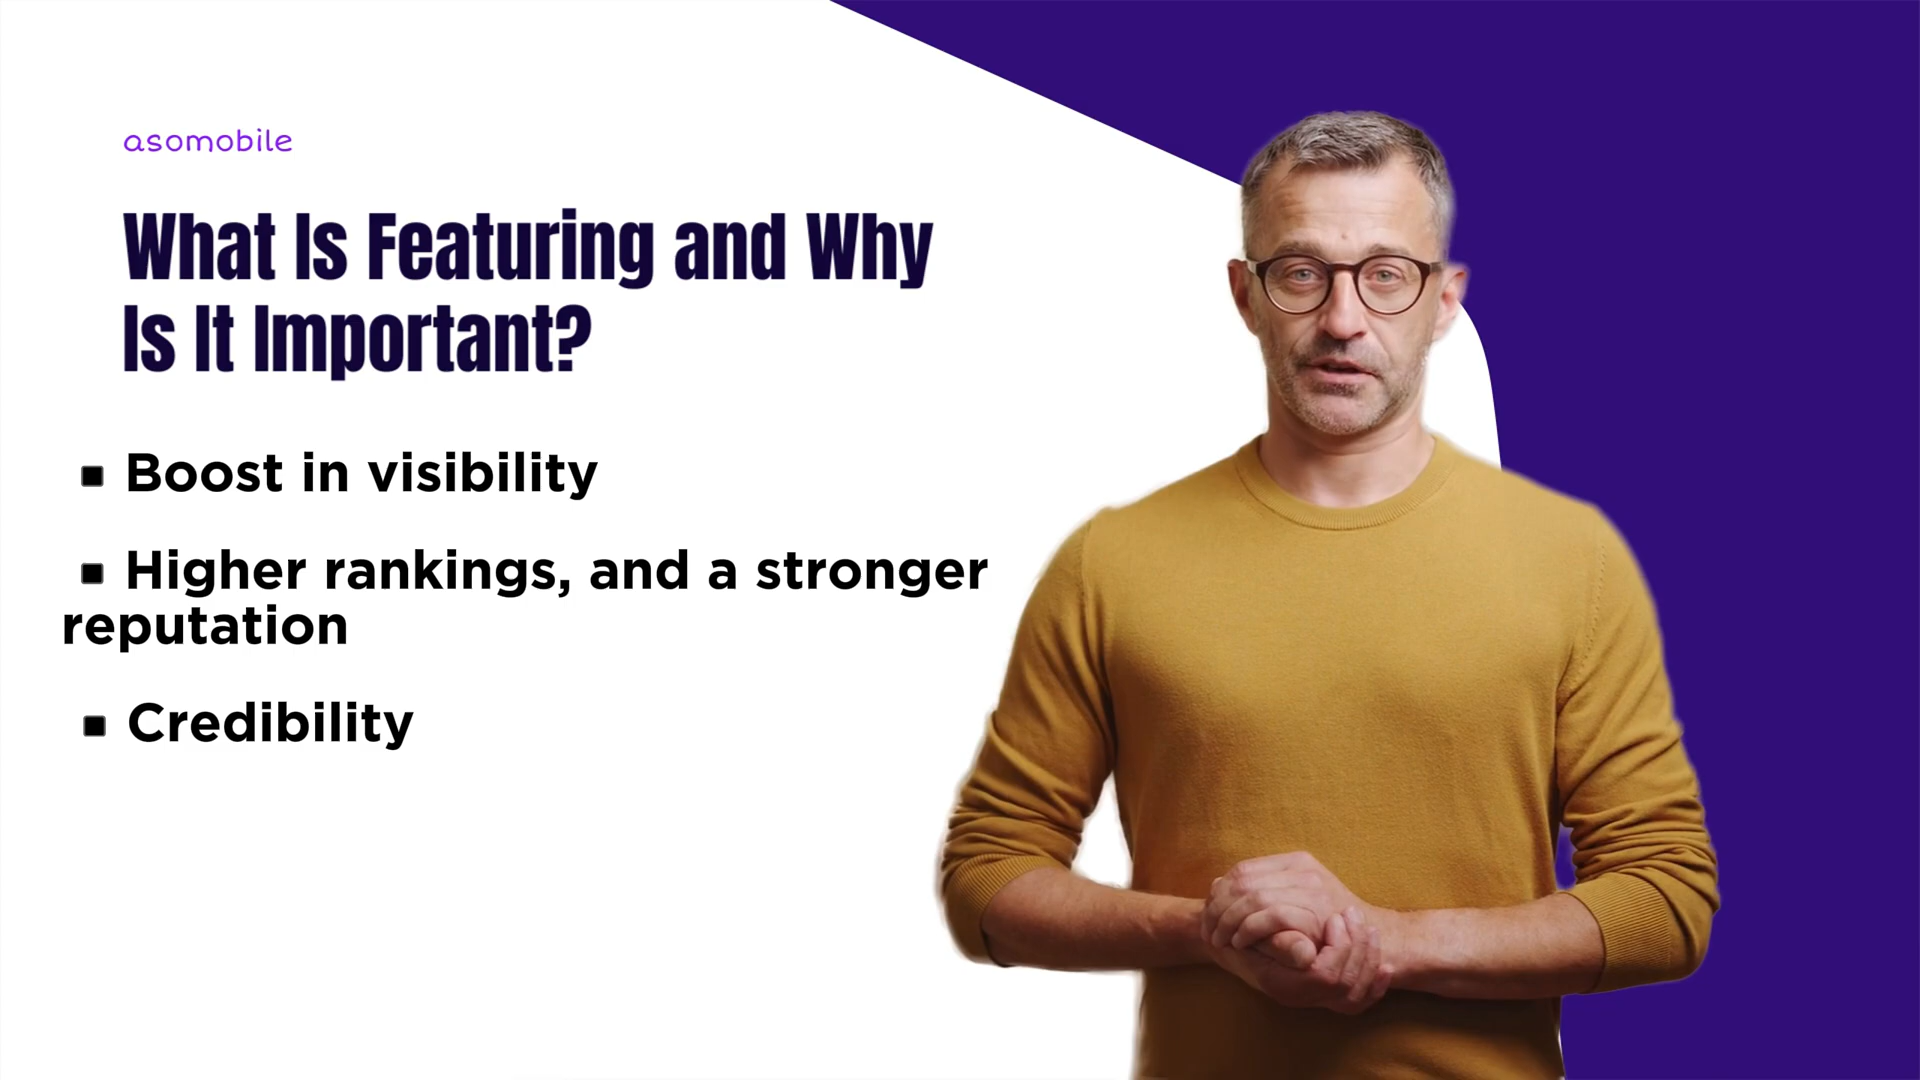 asomobile
What Is Featuring and Why
Is It Important?
▪ Boost in visibility
▪ Higher rankings, and a stronger
reputation
▪ Credibility